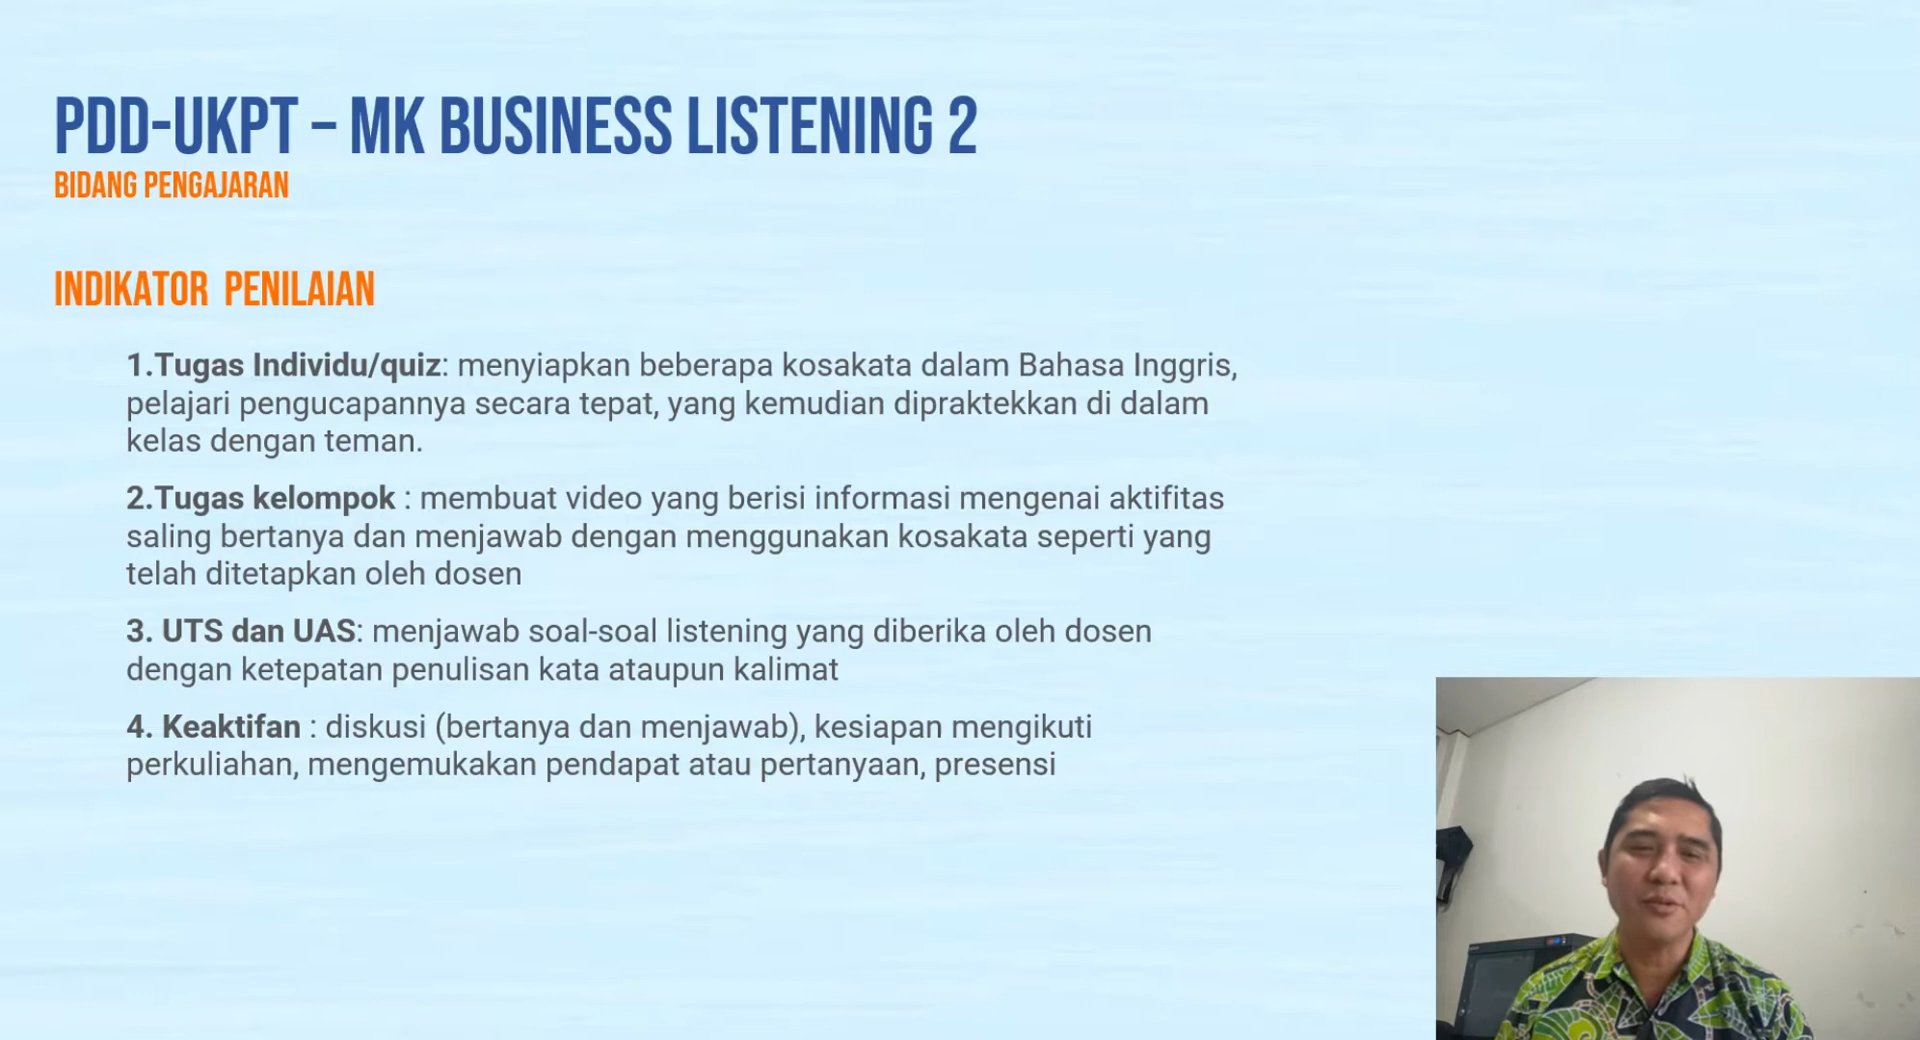 PDD-UKPT – MK BUSINESS LISTENING 2
BIDANG PENGAJARAN
INDIKATOR PENILAIAN
1.Tugas Individu/quiz: menyiapkan beberapa kosakata dalam Bahasa Inggris,
pelajari pengucapannya secara tepat, yang kemudian dipraktekkan di dalam
kelas dengan teman.
2.Tugas kelompok : membuat video yang berisi informasi mengenai aktifitas
saling bertanya dan menjawab dengan menggunakan kosakata seperti yang
telah ditetapkan oleh dosen
3. UTS dan UAS: menjawab soal-soal listening yang diberika oleh dosen
dengan ketepatan penulisan kata ataupun kalimat
4. Keaktifan : diskusi (bertanya dan menjawab), kesiapan mengikuti
perkuliahan, mengemukakan pendapat atau pertanyaan, presensi